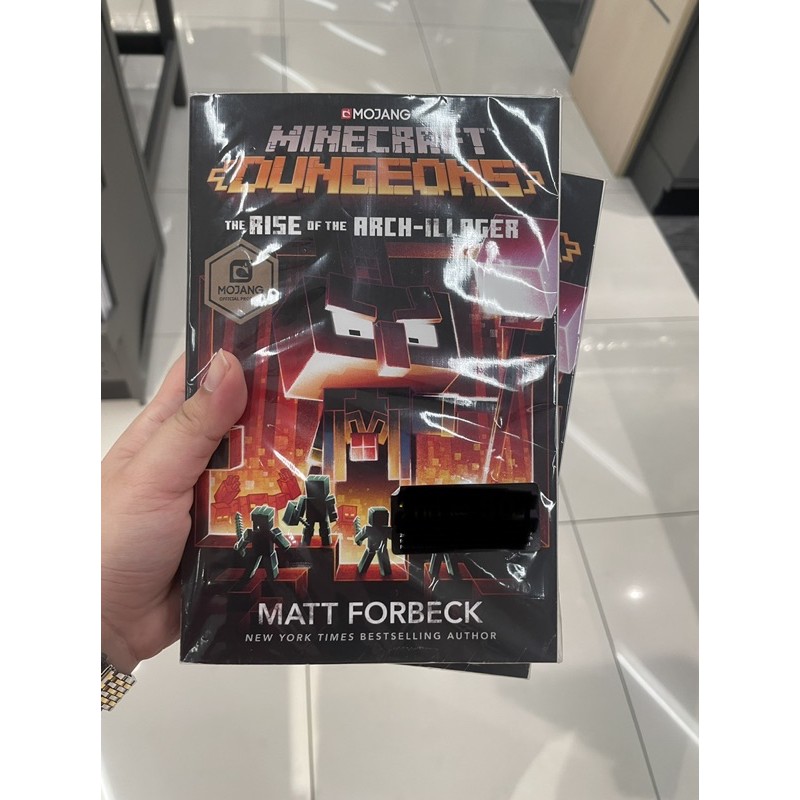 MOJANG
MINECRAFT
DUNGEONS
THE RISE OF THE ARCH-ILLAGER
MOJANG
MATT FORBECK
NEW YORK TIMES BESTSELLING AUTHOR